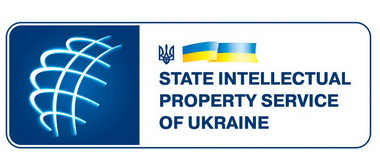 STATE INTELLECTUAL
PROPERTY SERVICE
OF UKRAINE